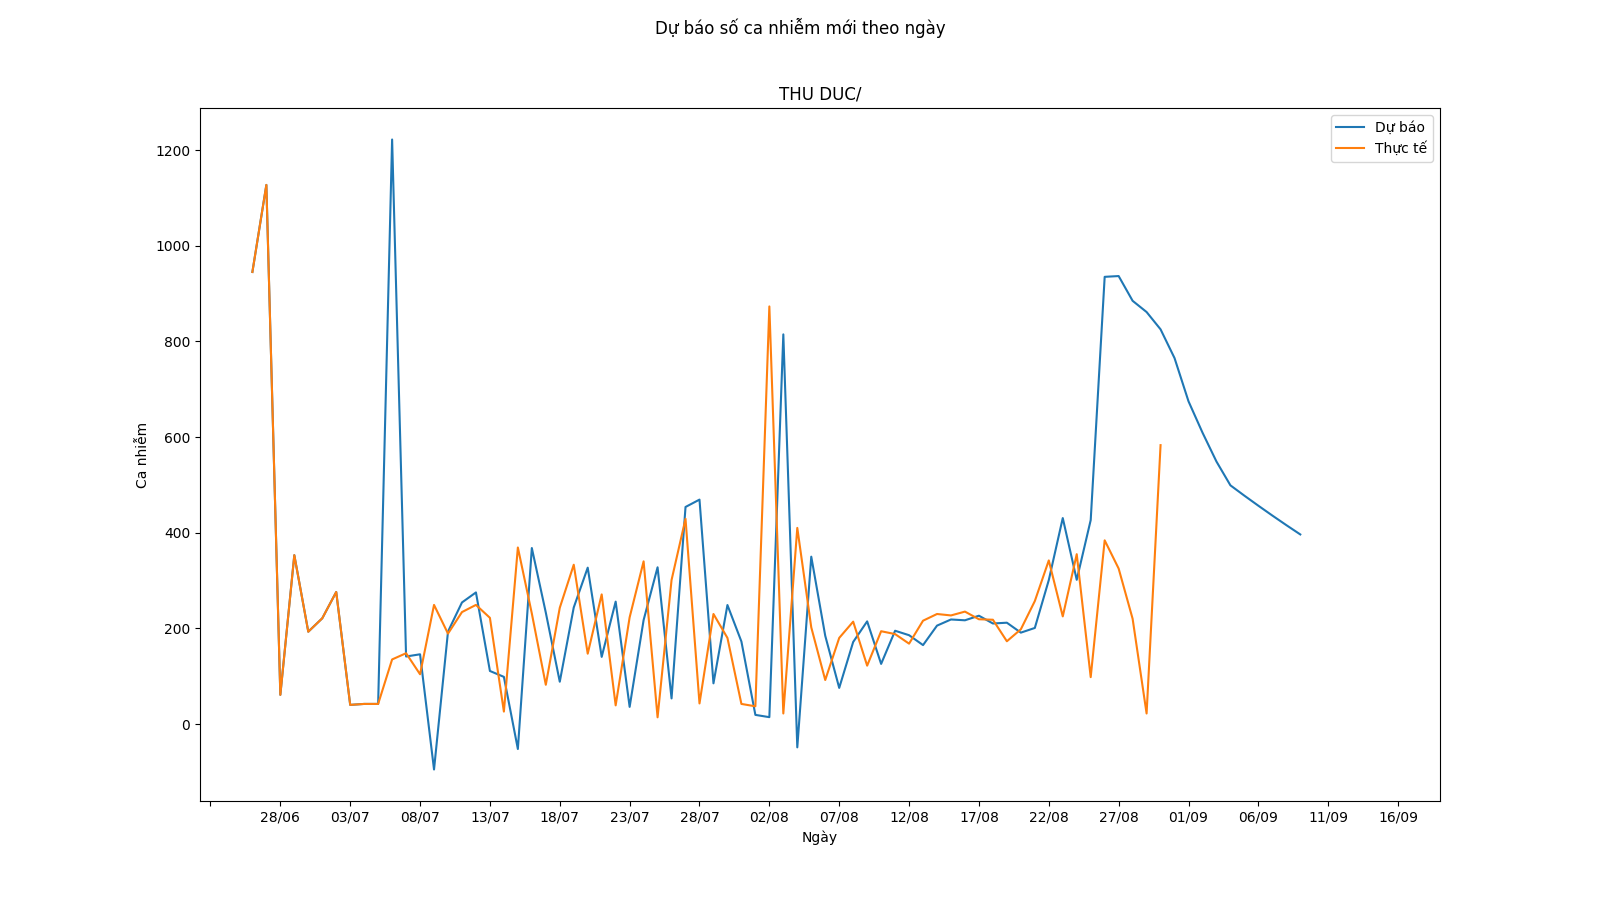 Dự báo số ca nhiễm mới theo ngày
THU DUC/
Dự báo
Thực tế
1200
1000
800
600
400
200
0
Ca nhiễm
28/06 03/07 08/07 13/07 18/07 23/07 28/07 02/08 07/08 12/08 17/08 22/08 27/08 01/09 06/09 11/09 16/09
Ngày